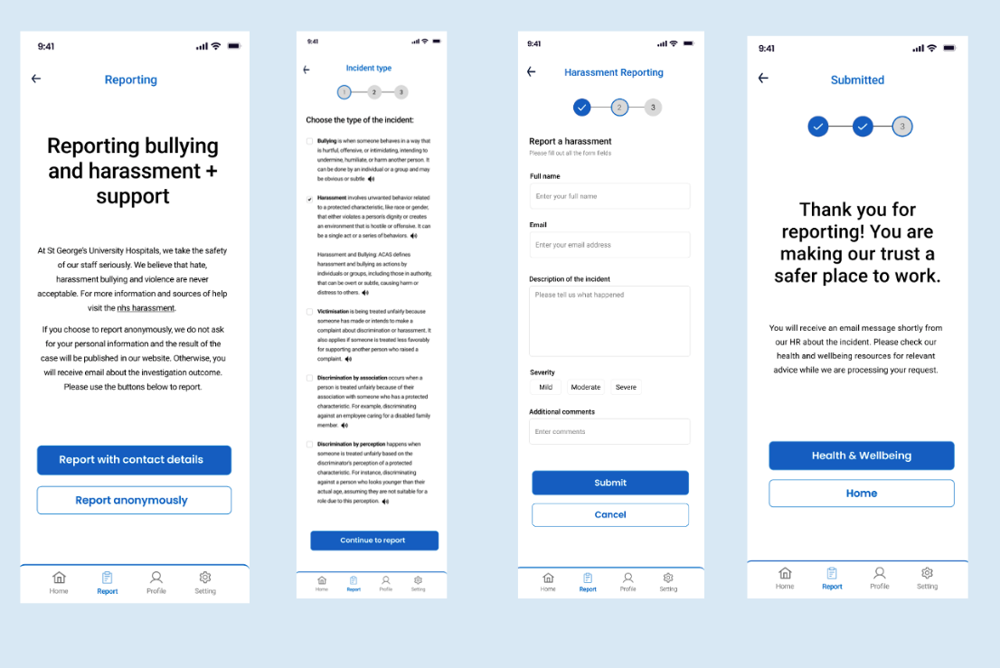 9:41
Reporting
Reporting bullying
and harassment +
support
At St George's University Hospitals, we take the safety
of our staff seriously. We believe that hate,
harassment bullying and violence are never
acceptable. For more information and sources of help
visit the nhs harassment.
If you choose to report anonymously, we do not ask
for your personal information and the result of the
case will be published in our website. Otherwise, you
will receive email about the investigation outcome.
Please use the buttons below to report.
Report with contact details
Report anonymously
Home
Report
Profile
Setting
9:41
Incident type
1
2
3
Choose the type of the incident:
Bullying is when someone behaves in a way that
is hurtful, offensive, or intimidating, intending to
undermine, humiliate, or harm another person. It
can be done by an individual or a group and may
be obvious or subtle
Harassment involves unwanted behavior related
to a protected characteristic, like race or gender,
that either violates a person's dignity or creates
an environment that is hostile or offensive. It can
be a single act or a series of behaviors.
Harassment and Bullying: ACAS defines
harassment and bullying as actions by
individuals or groups, including those in authority,
that can be overt or subtle, causing harm or
distress to others.
Victimisation is being treated unfairly because
someone has made or intends to make a
complaint about discrimination or harassment. It
also applies if someone is treated less favorably
for supporting another person who raised a
complaint.
Discrimination by association occurs when a
person is treated unfairly because of their
association with someone who has a protected
characteristic. For example, discriminating
against an employee caring for a disabled family
member.
Discrimination by perception happens when
someone is treated unfairly based on the
discriminator's perception of a protected
characteristic. For instance, discriminating
against a person who looks younger than their
actual age, assuming they are not suitable for a
role due to this perception.
Continue to report
Home
Report
Profile
Setting
9:41
Harassment Reporting
2
3
Report a harassment
Please fill out all the form fields
Full name
Enter your full name
Email
Enter your email address
Description of the incident
Please tell us what happened
Severity
Mild
Moderate
Severe
Additional comments
Enter comments
Submit
Cancel
Home
Report
Profile
Setting
9:41
Submitted
3
Thank you for
reporting! You are
making our trust a
safer place to work.
You will receive an email message shortly from
our HR about the incident. Please check our
health and wellbeing resources for relevant
advice while we are processing your request.
Health & Wellbeing
Home
Home
Report
Profile
Setting